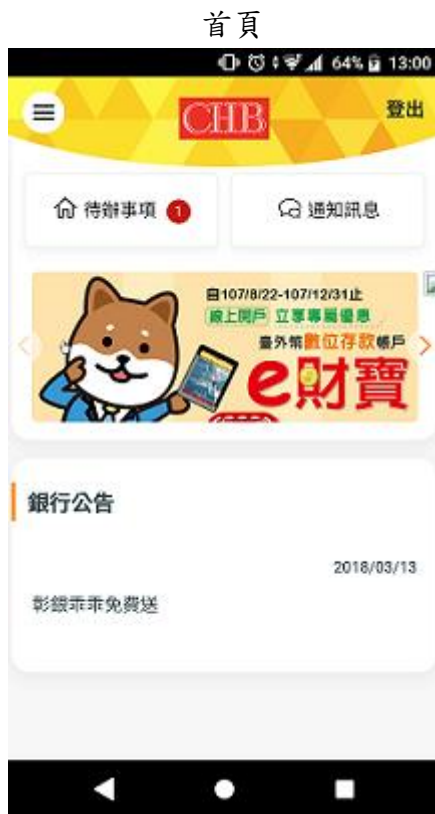 首頁
64% 13:00
CHB
登出
待辦事項 1
通知訊息
自107/8/22-107/12/31止
線上開戶 立享專屬優惠
臺外幣數位存款帳戶
e財寶
銀行公告
2018/03/13
彰銀乖乖免費送